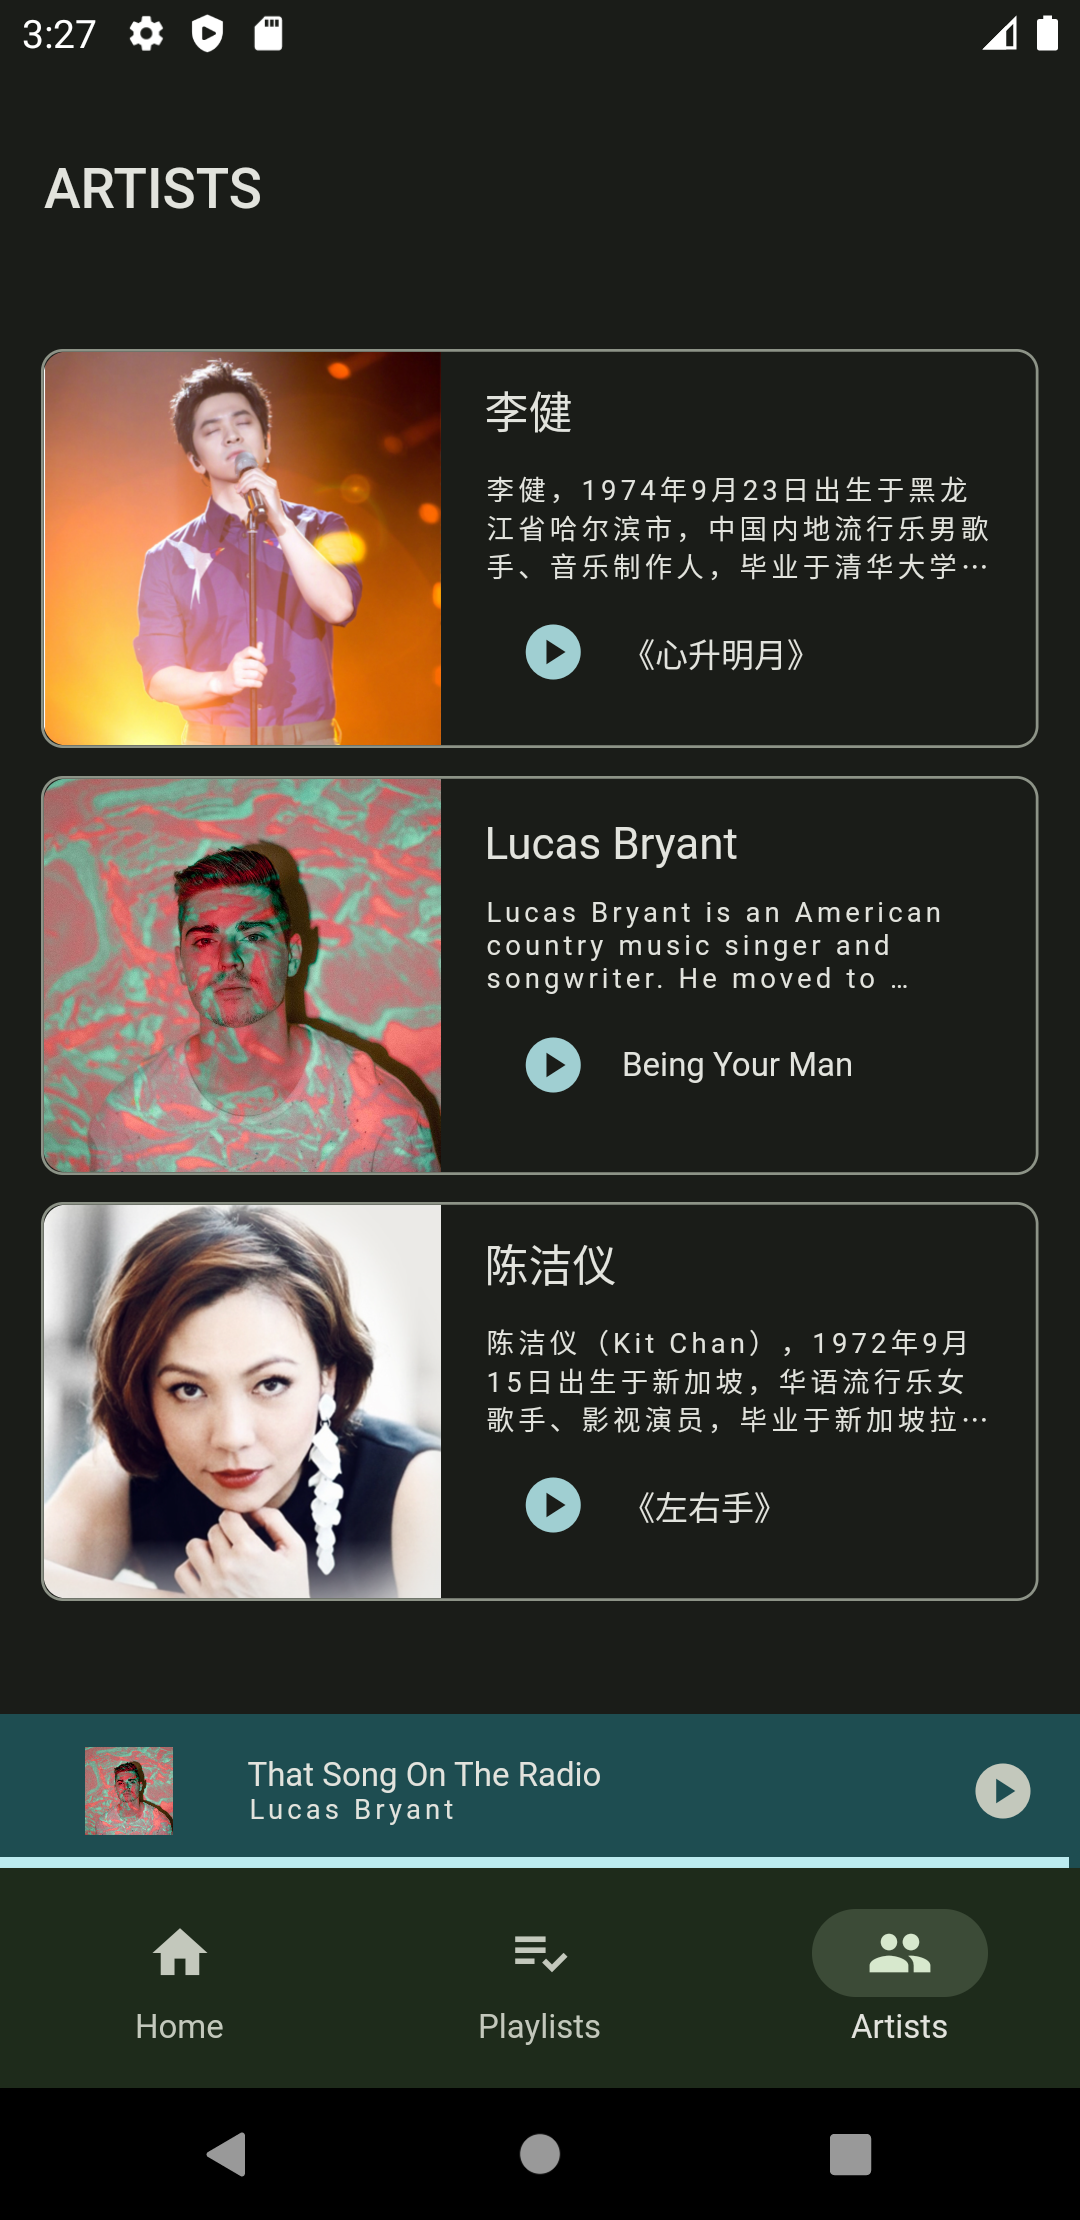 3:27
ARTISTS
李健
李健，1974年9月23日出生于黑龙
江省哈尔滨市，中国内地流行乐男歌
手、音乐制作人，毕业于清华大学…
《心升明月》
Lucas Bryant
Lucas Bryant is an American
country music singer and
songwriter. He moved to …
Being Your Man
陈洁仪
陈洁仪（Kit Chan），1972年9月
15日出生于新加坡，华语流行乐女
歌手、影视演员，毕业于新加坡拉…
《左右手》
That Song On The Radio
Lucas Bryant
Home
Playlists
Artists